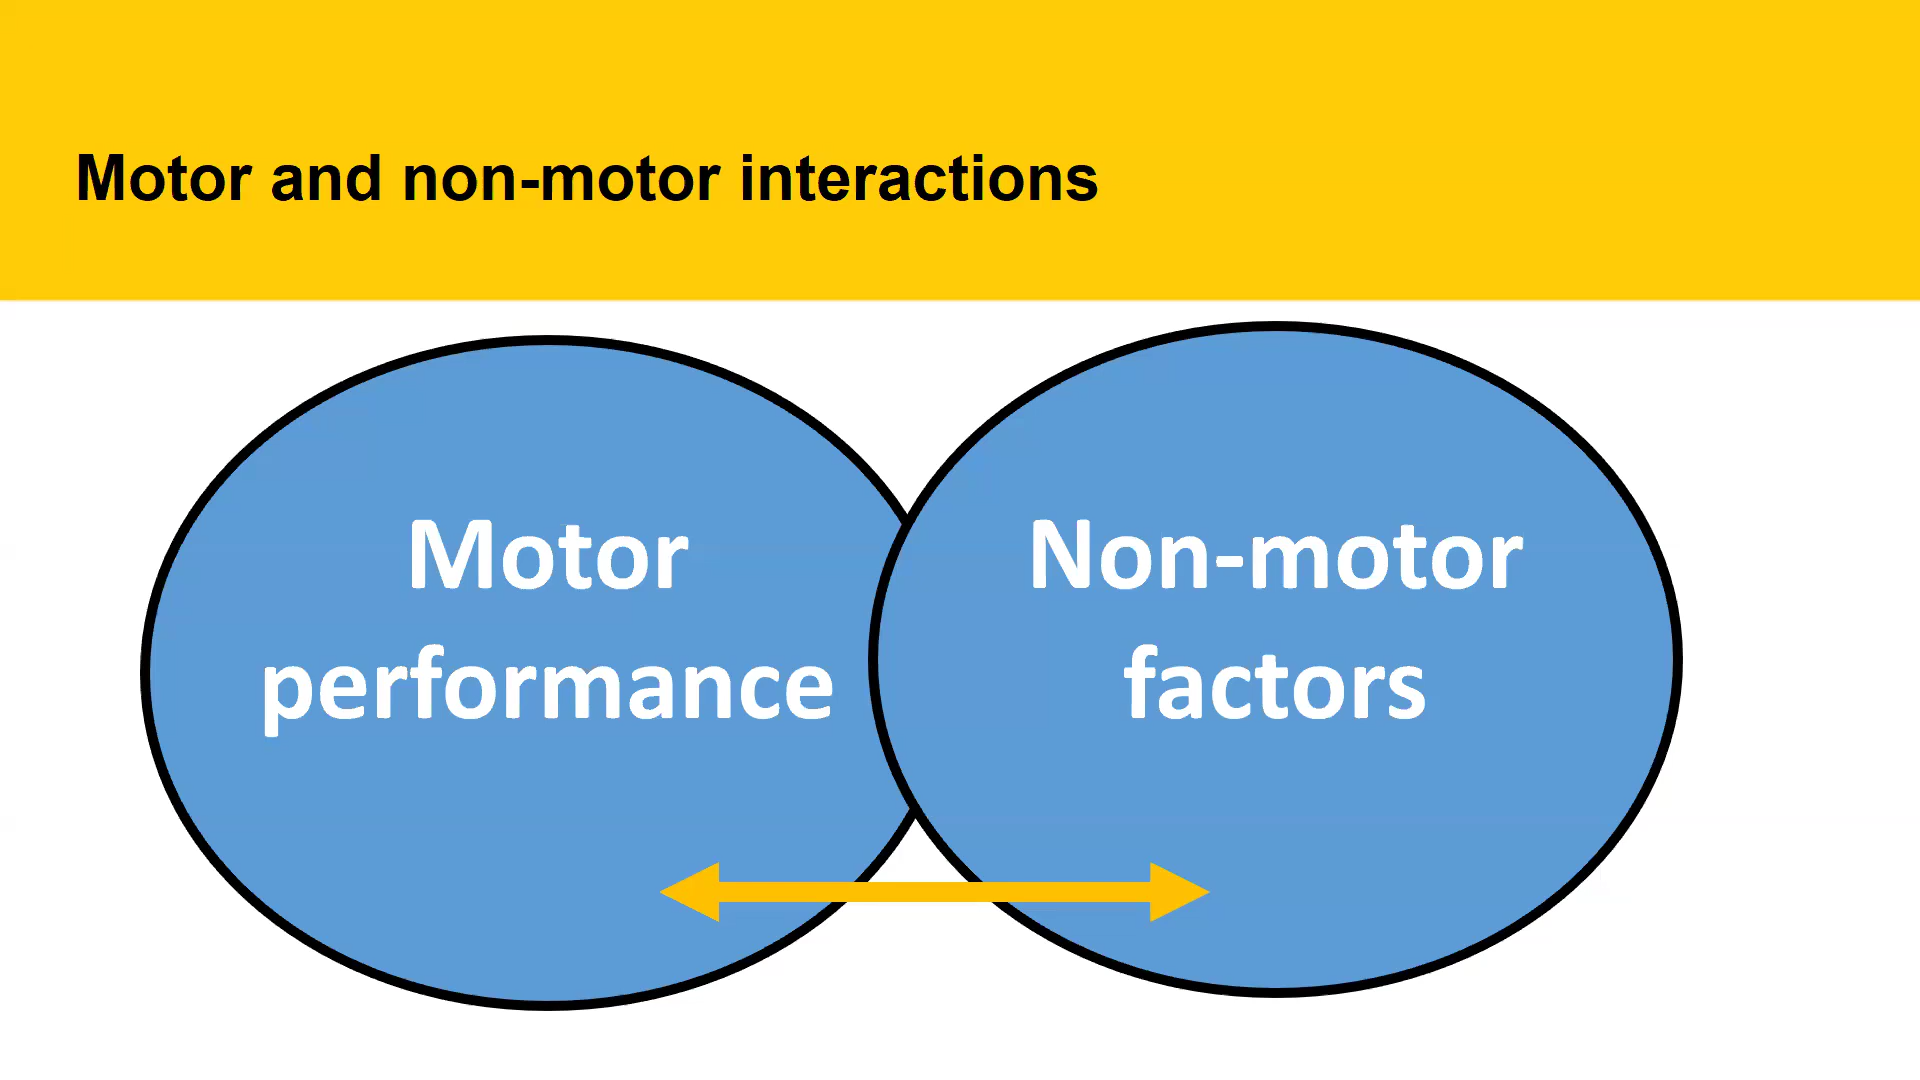 Motor and non-motor interactions
Motor
performance
Non-motor
factors